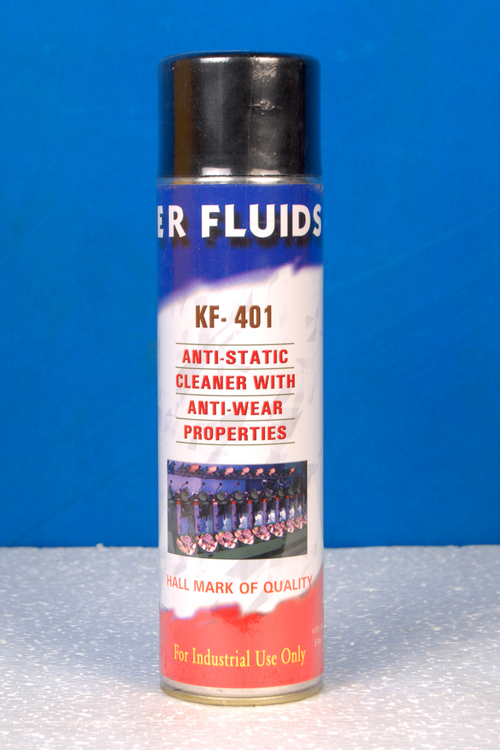 ER FLUIDS
KF- 401
ANTI-STATIC
CLEANER WITH
ANTI-WEAR
PROPERTIES
HALL MARK OF QUALITY
For Industrial Use Only